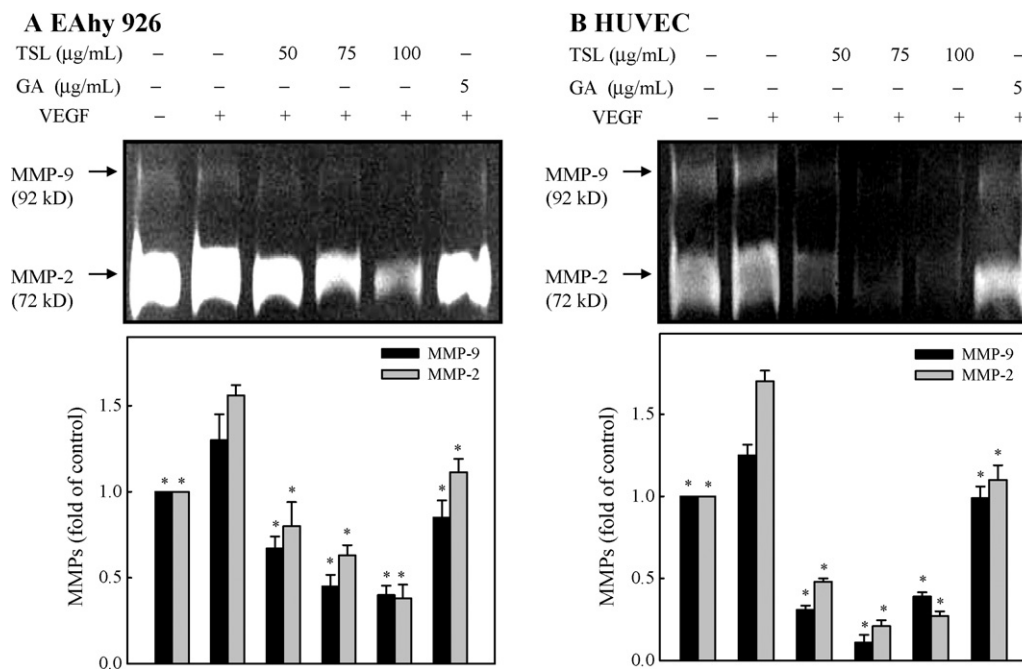 A EAhy 926
TSL (μg/mL) – – 50 75 100 –
GA (μg/mL) – – – – – 5
VEGF – + + + + +
MMP-9
(92 kD)
MMP-2
(72 kD)
MMP-9
MMP-2
MMPs (fold of control)
1.5
1.0
0.5
0.0
* * * * * * * * * *
B HUVEC
TSL (μg/mL) – – 50 75 100 –
GA (μg/mL) – – – – – 5
VEGF – + + + + +
MMP-9
(92 kD)
MMP-2
(72 kD)
MMP-9
MMP-2
MMPs (fold of control)
1.5
1.0
0.5
0.0
* * * * * * * * * *